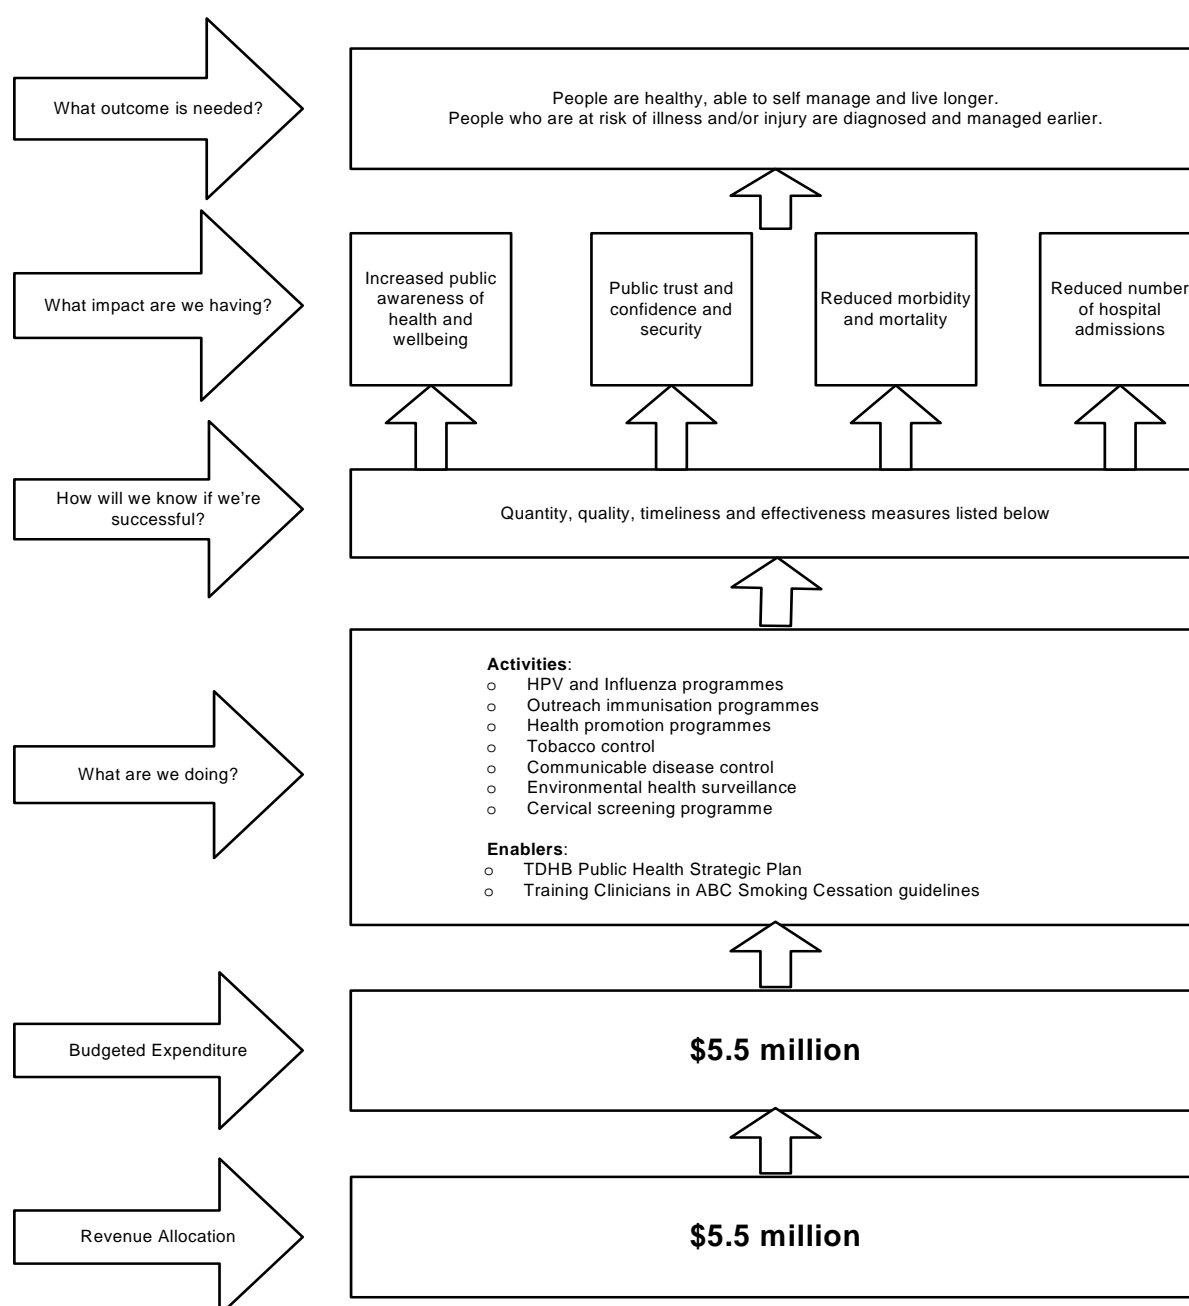 What outcome is needed?
People are healthy, able to self manage and live longer.
People who are at risk of illness and/or injury are diagnosed and managed earlier.
What impact are we having?
Increased public
awareness of
health and
wellbeing
Public trust and
confidence and
security
Reduced morbidity
and mortality
Reduced number
of hospital
admissions
How will we know if we're
successful?
Quantity, quality, timeliness and effectiveness measures listed below
What are we doing?
Activities:
o HPV and Influenza programmes
o Outreach immunisation programmes
o Health promotion programmes
o Tobacco control
o Communicable disease control
o Environmental health surveillance
o Cervical screening programme
Enablers:
o TDHB Public Health Strategic Plan
o Training Clinicians in ABC Smoking Cessation guidelines
Budgeted Expenditure
$5.5 million
Revenue Allocation
$5.5 million